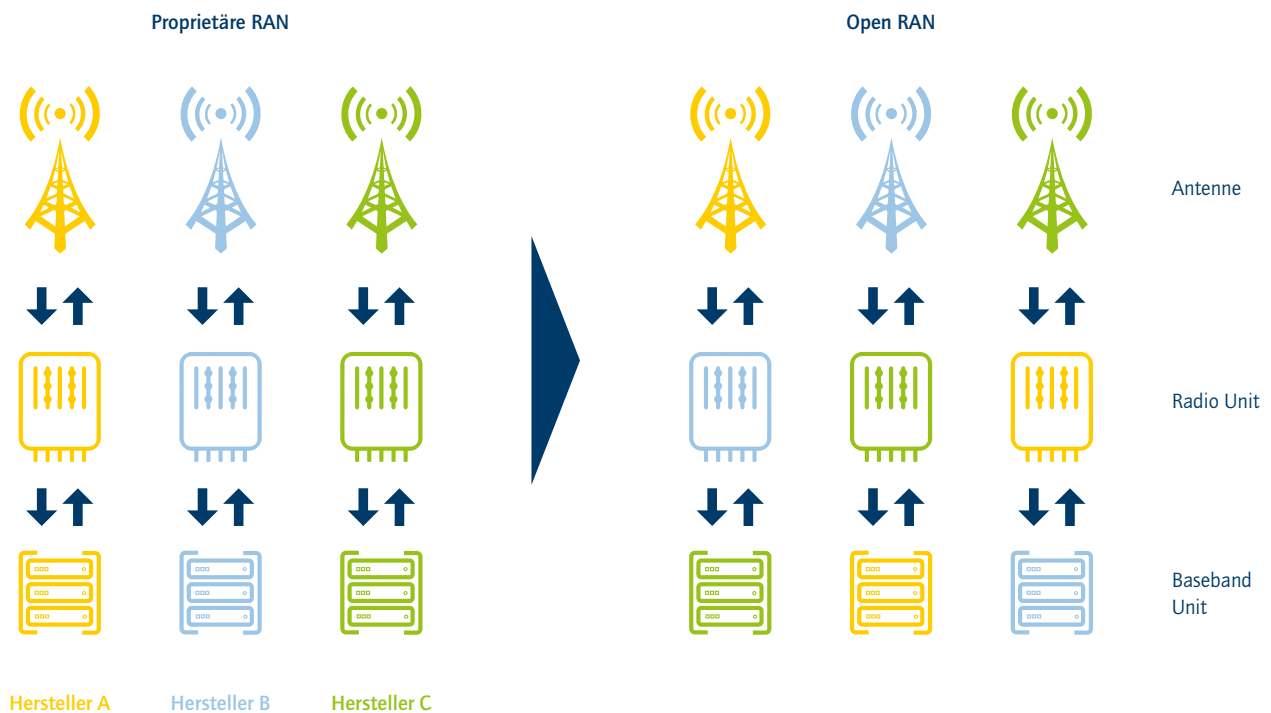 Proprietäre RAN
Open RAN
Antenne
Radio Unit
Baseband
Unit
Hersteller A
Hersteller B
Hersteller C